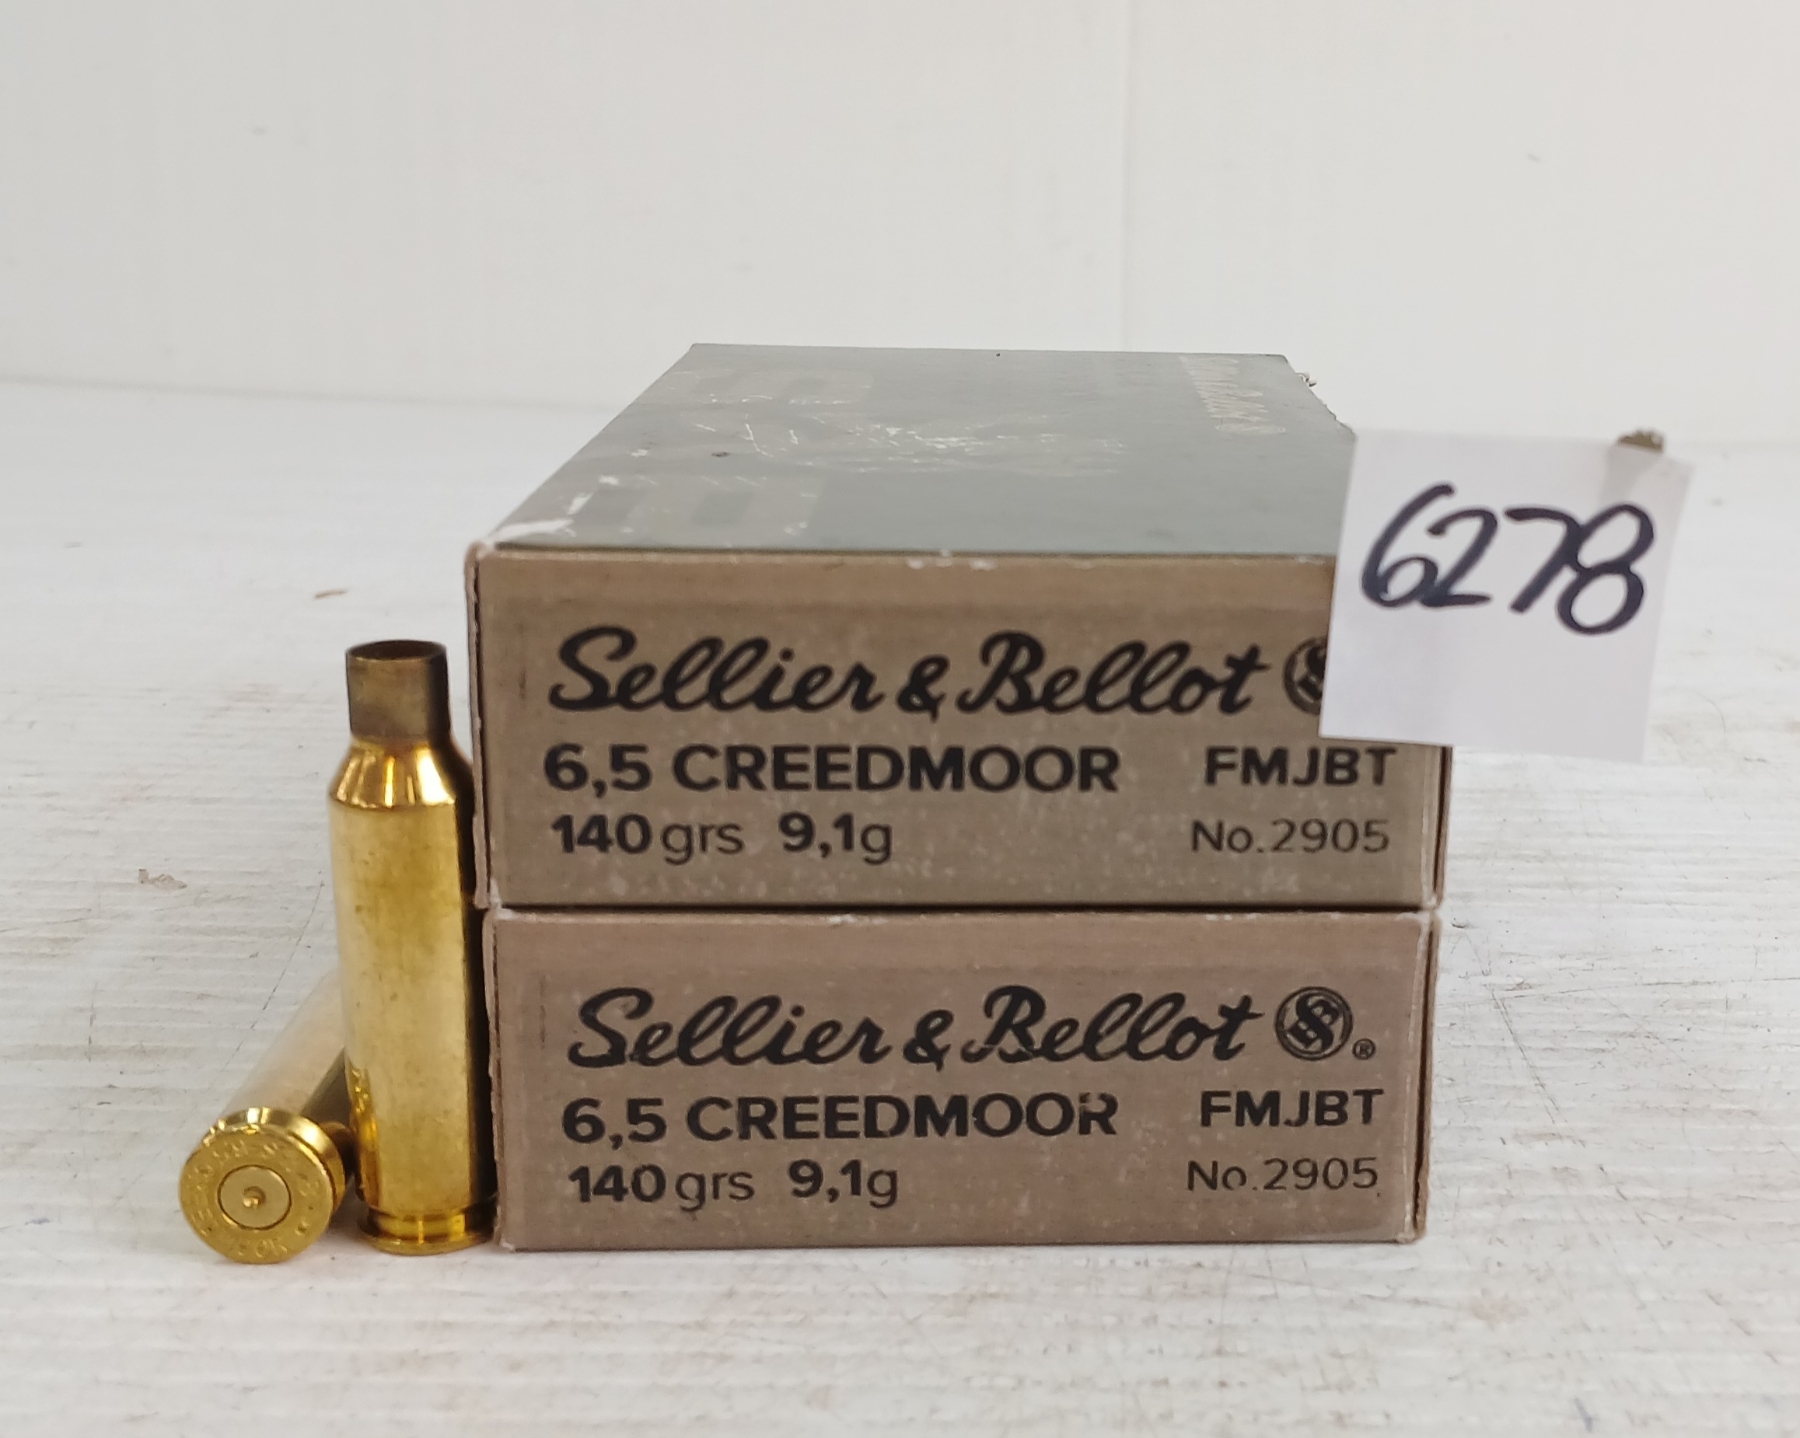 6278
Sellier & Bellot
6,5 CREEDMOOR FMJBT
140 grs 9,1g No.2905
Sellier & Bellot ®
6,5 CREEDMOOR FMJBT
140 grs 9,1g No.2905